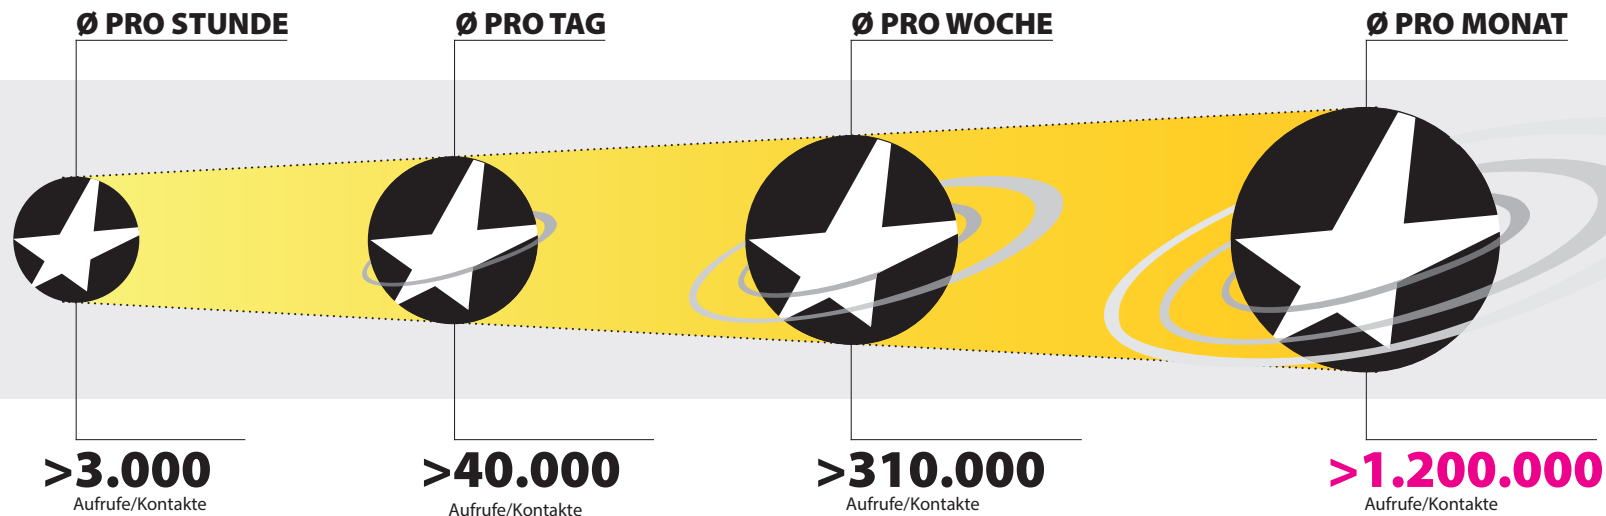 Ø PRO STUNDE
Ø PRO TAG
Ø PRO WOCHE
Ø PRO MONAT
>3.000
Aufrufe/Kontakte
>40.000
Aufrufe/Kontakte
>310.000
Aufrufe/Kontakte
>1.200.000
Aufrufe/Kontakte